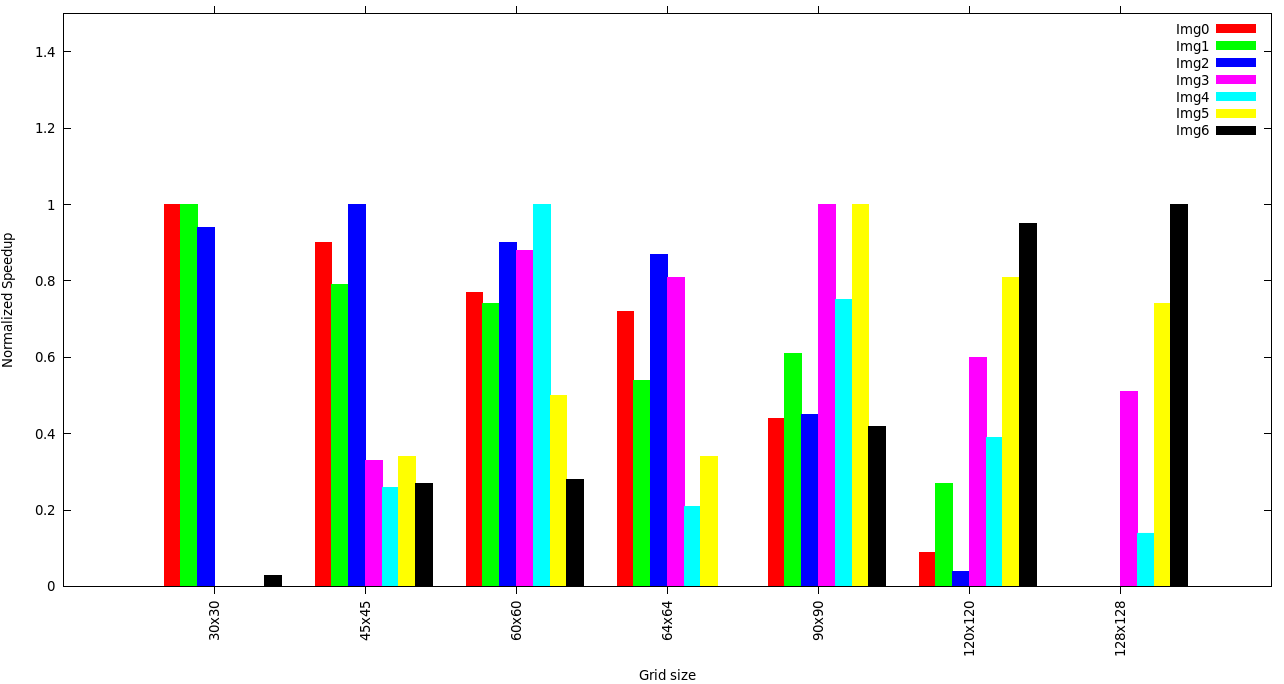 Img0
Img1
Img2
Img3
Img4
Img5
Img6
1.4
1.2
1
0.8
0.6
0.4
0.2
0
Normalized Speedup
30x30
45x45
60x60
64x64
90x90
120x120
128x128
Grid size